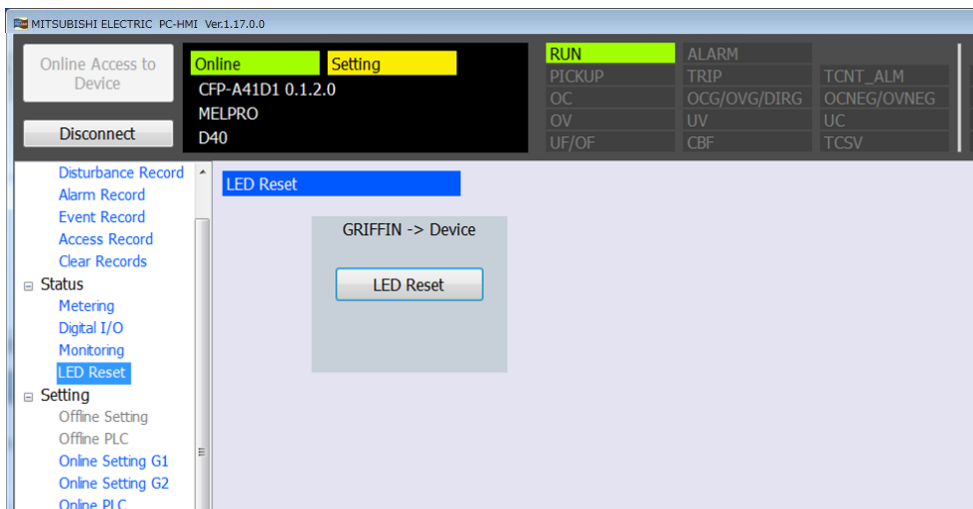 MITSUBISHI ELECTRIC PC-HMI Ver.1.17.0.0
Online Access to
Device
Disconnect
Online Setting
CFP-A41D1 0.1.2.0
MELPRO
D40
RUN ALARM
PICKUP TRIP TCNT_ALM
OC OCG/OVG/DIRG OCNEG/OVNEG
OV UV UC
UF/OF CBF TCSV
Disturbance Record
Alarm Record
Event Record
Access Record
Clear Records
Status
Metering
Digital I/O
Monitoring
LED Reset
Setting
Offline Setting
Offline PLC
Online Setting G1
Online Setting G2
Online PLC
LED Reset
GRIFFIN -> Device
LED Reset